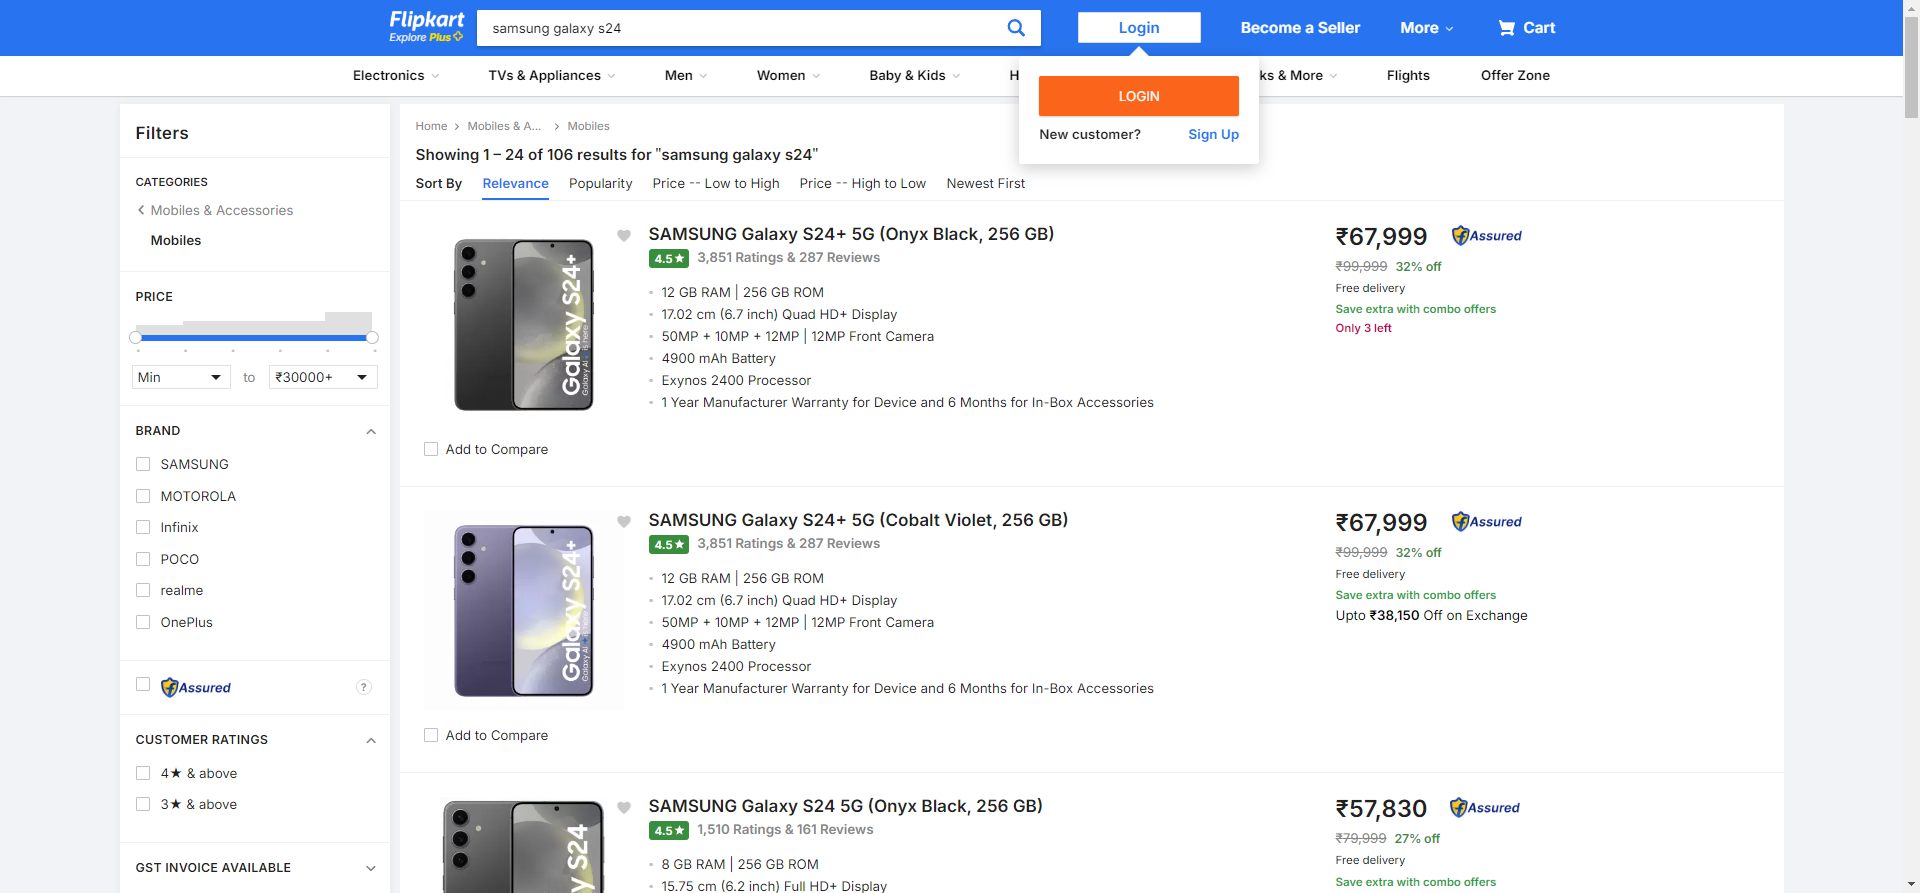 Flipkart
Explore Plus
samsung galaxy s24
Login
Become a Seller
More
Cart
Electronics
TVs & Appliances
Men
Women
Baby & Kids
H
ks & More
Flights
Offer Zone
LOGIN
New customer?
Sign Up
Filters
CATEGORIES
Mobiles & Accessories
Mobiles
PRICE
Min
to
₹30000+
BRAND
SAMSUNG
MOTOROLA
Infinix
POCO
realme
OnePlus
Assured
?
CUSTOMER RATINGS
4★ & above
3★ & above
GST INVOICE AVAILABLE
Home
Mobiles & A...
Mobiles
Showing 1 – 24 of 106 results for "samsung galaxy s24"
Sort By
Relevance
Popularity
Price -- Low to High
Price -- High to Low
Newest First
Galaxy S24+
Galaxy AI is here
Add to Compare
SAMSUNG Galaxy S24+ 5G (Onyx Black, 256 GB)
4.5★
3,851 Ratings & 287 Reviews
12 GB RAM | 256 GB ROM
17.02 cm (6.7 inch) Quad HD+ Display
50MP + 10MP + 12MP | 12MP Front Camera
4900 mAh Battery
Exynos 2400 Processor
1 Year Manufacturer Warranty for Device and 6 Months for In-Box Accessories
₹67,999
Assured
₹99,999 32% off
Free delivery
Save extra with combo offers
Only 3 left
Galaxy S24+
Galaxy AI is here
Add to Compare
SAMSUNG Galaxy S24+ 5G (Cobalt Violet, 256 GB)
4.5★
3,851 Ratings & 287 Reviews
12 GB RAM | 256 GB ROM
17.02 cm (6.7 inch) Quad HD+ Display
50MP + 10MP + 12MP | 12MP Front Camera
4900 mAh Battery
Exynos 2400 Processor
1 Year Manufacturer Warranty for Device and 6 Months for In-Box Accessories
₹67,999
Assured
₹99,999 32% off
Free delivery
Save extra with combo offers
Upto ₹38,150 Off on Exchange
y S24
SAMSUNG Galaxy S24 5G (Onyx Black, 256 GB)
4.5★
1,510 Ratings & 161 Reviews
8 GB RAM | 256 GB ROM
15.75 cm (6.2 inch) Full HD+ Display
₹57,830
Assured
₹79,999 27% off
Free delivery
Save extra with combo offers